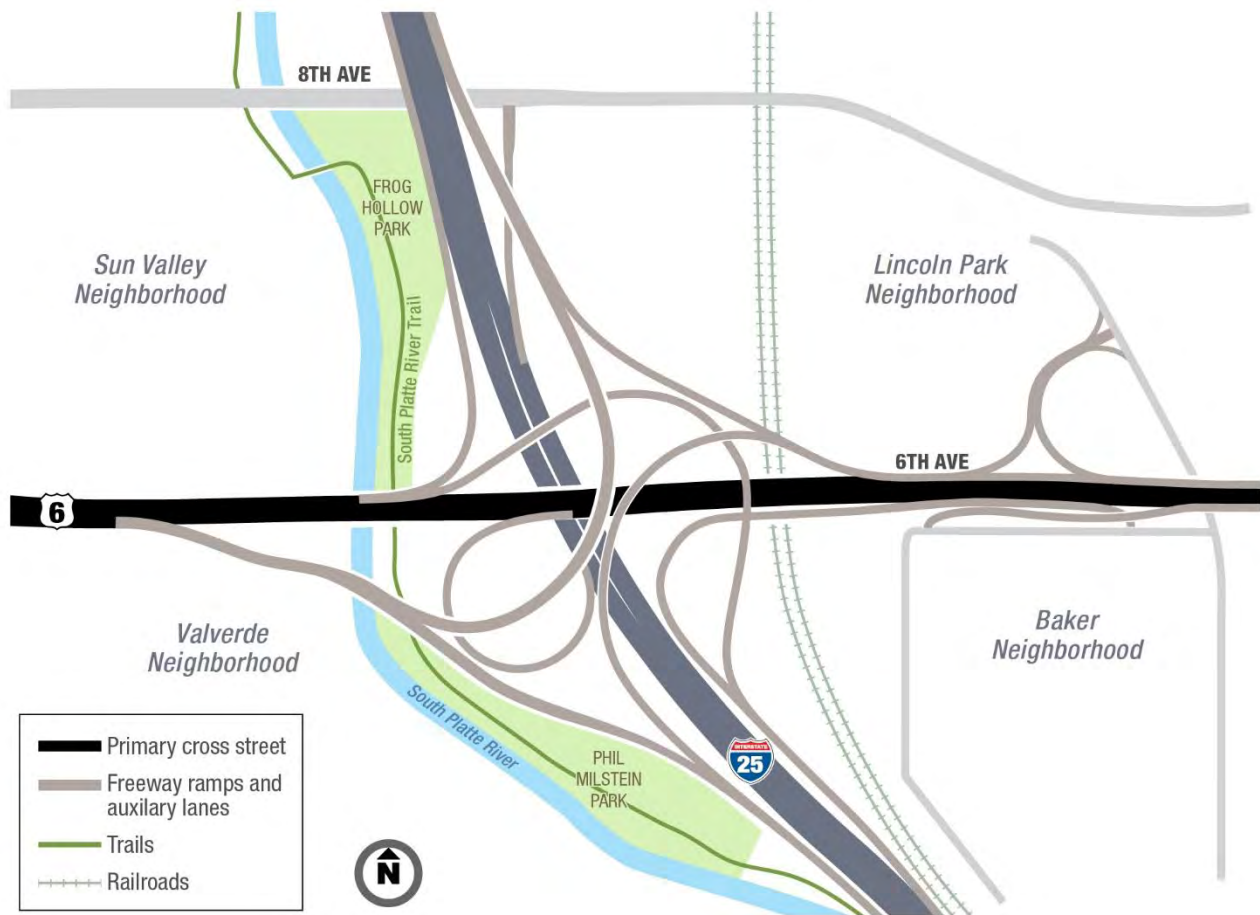 8TH AVE
FROG
HOLLOW
PARK
Sun Valley
Neighborhood
Lincoln Park
Neighborhood
South Platte River Trail
6TH AVE
6
Valverde
Neighborhood
Baker
Neighborhood
South Platte River
PHIL
MILSTEIN
PARK
INTERSTATE
25
Primary cross street
Freeway ramps and
auxilary lanes
Trails
Railroads
N